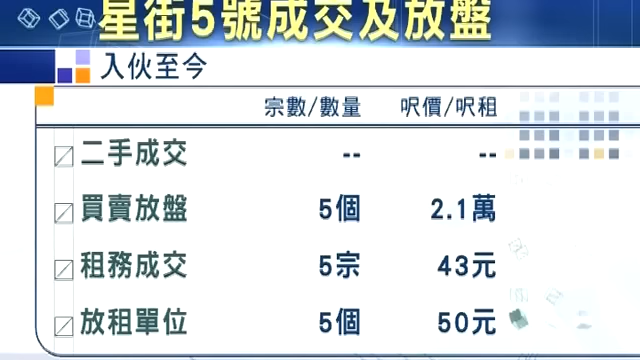 星街5號成交及放盤
入伙至今
宗數/數量 呎價/呎租
二手成交 -- --
買賣放盤 5個 2.1萬
租務成交 5宗 43元
放租單位 5個 50元